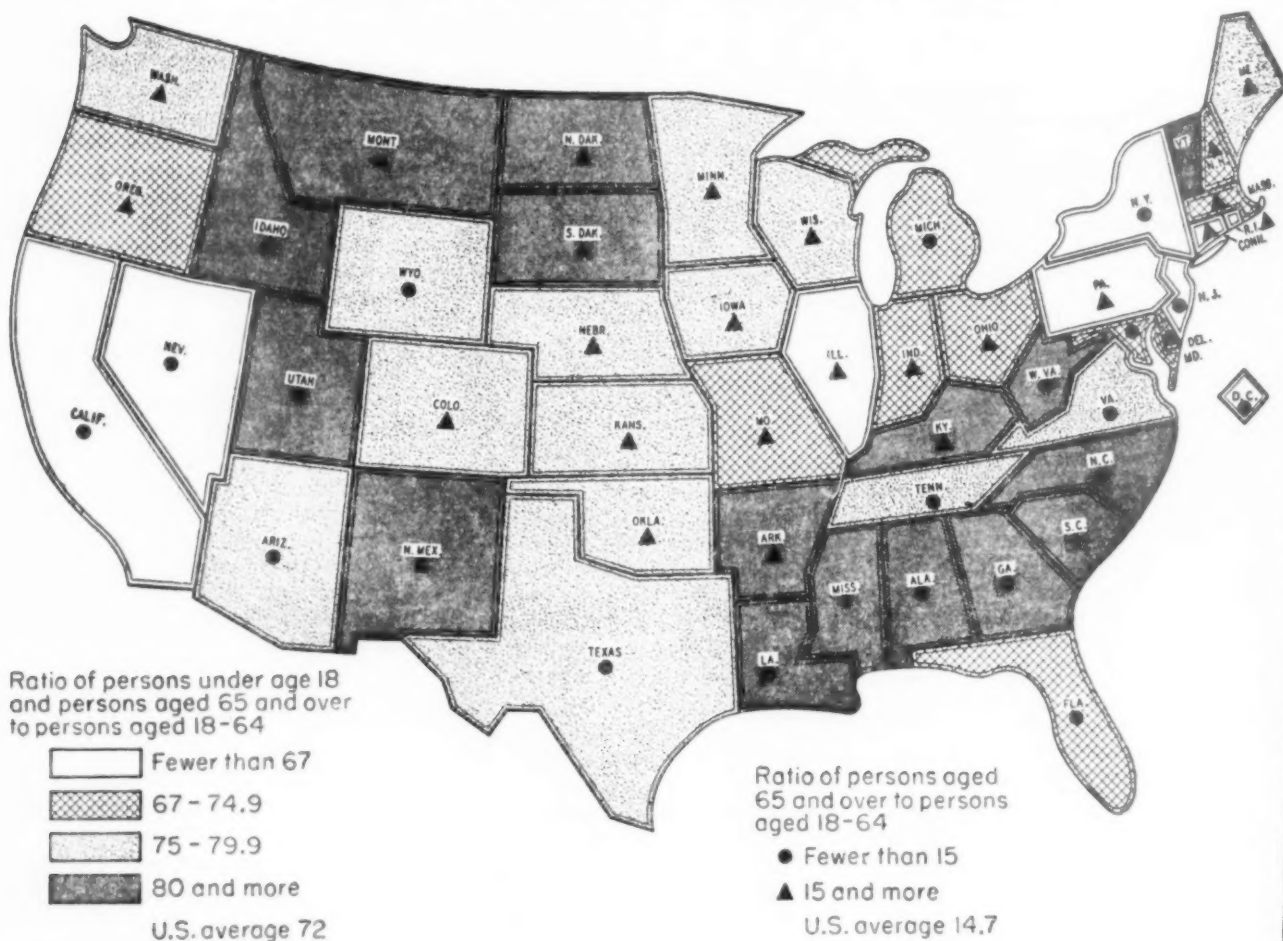 WASH.
OREG.
CALIF.
NEV.
IDAHO
MONT
WYO.
UTAH
ARIZ.
COLO.
N. MEX.
N. DAK.
S. DAK.
NEBR.
KANS.
OKLA.
TEXAS
MINN.
IOWA
MO.
ARK.
LA.
WIS.
ILL.
MICH
IND.
OHIO
KY.
TENN.
MISS.
ALA.
GA.
FLA.
S.C.
N.C.
VA.
W. VA.
PA.
N.Y.
N.J.
DEL.
MD.
D.C.
VT.
N.H.
ME.
MASS.
R.I.
CONN.
Ratio of persons under age 18
and persons aged 65 and over
to persons aged 18-64
Fewer than 67
67 - 74.9
75 - 79.9
80 and more
U.S. average 72
Ratio of persons aged
65 and over to persons
aged 18-64
Fewer than 15
15 and more
U.S. average 14.7